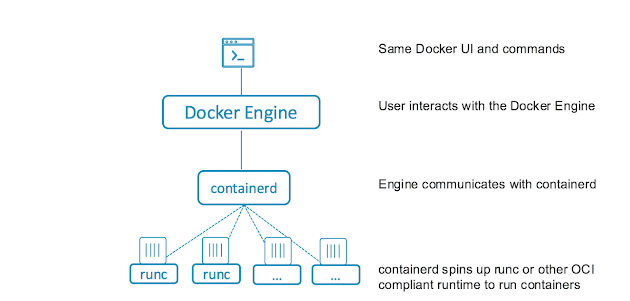 Same Docker UI and commands
Docker Engine
User interacts with the Docker Engine
containerd
Engine communicates with containerd
runc
runc
...
...
containerd spins up runc or other OCI
compliant runtime to run containers